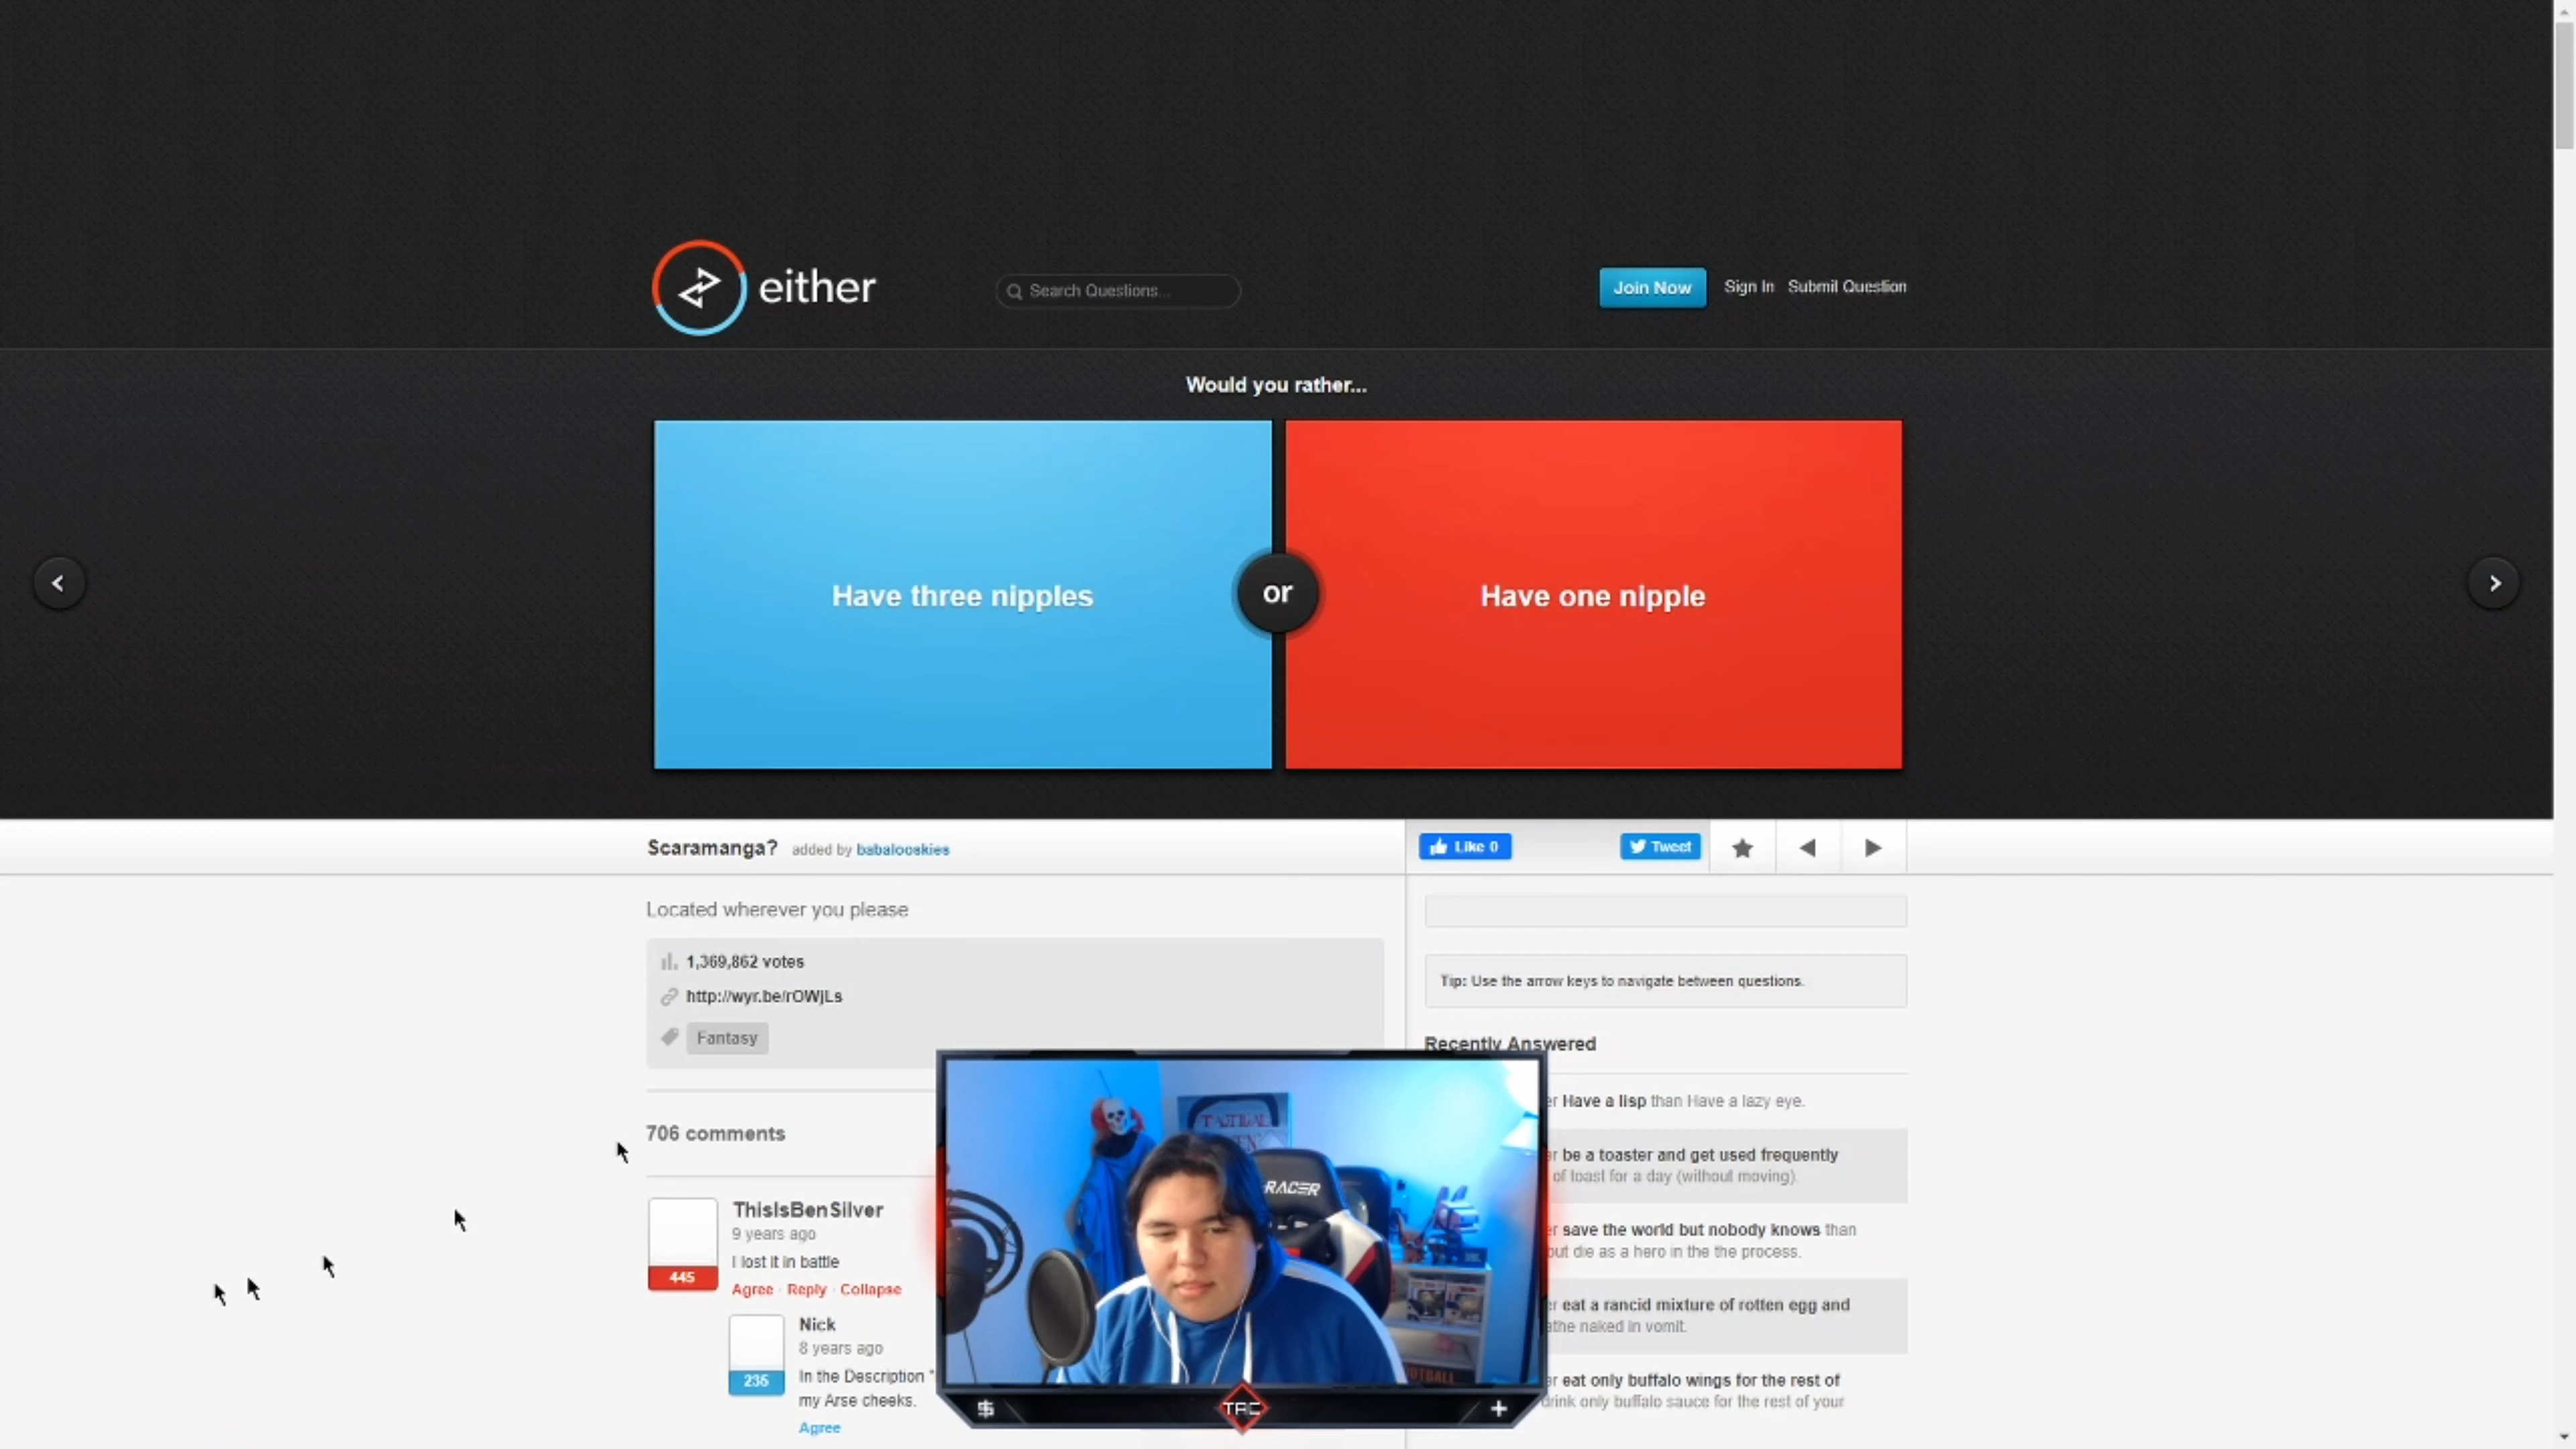 either
Search Questions...
Join Now
Sign In
Submit Question
Would you rather...
Have three nipples
or
Have one nipple
Scaramanga? added by babalooskies
Like 0
Tweet
Located wherever you please
1,369,862 votes
http://wyr.be/rOWjLs
Fantasy
Tip: Use the arrow keys to navigate between questions.
Recently Answered
Have a lisp than Have a lazy eye.
be a toaster and get used frequently
of toast for a day (without moving).
save the world but nobody knows than
but die as a hero in the the process.
eat a rancid mixture of rotten egg and
naked in vomit.
eat only buffalo wings for the rest of
drink only buffalo sauce for the rest of your
706 comments
ThisIsBenSilver
9 years ago
I lost it in battle
445
Agree · Reply · Collapse
Nick
8 years ago
In the Description "
my Arse cheeks.
235
Agree
RACER
$
+